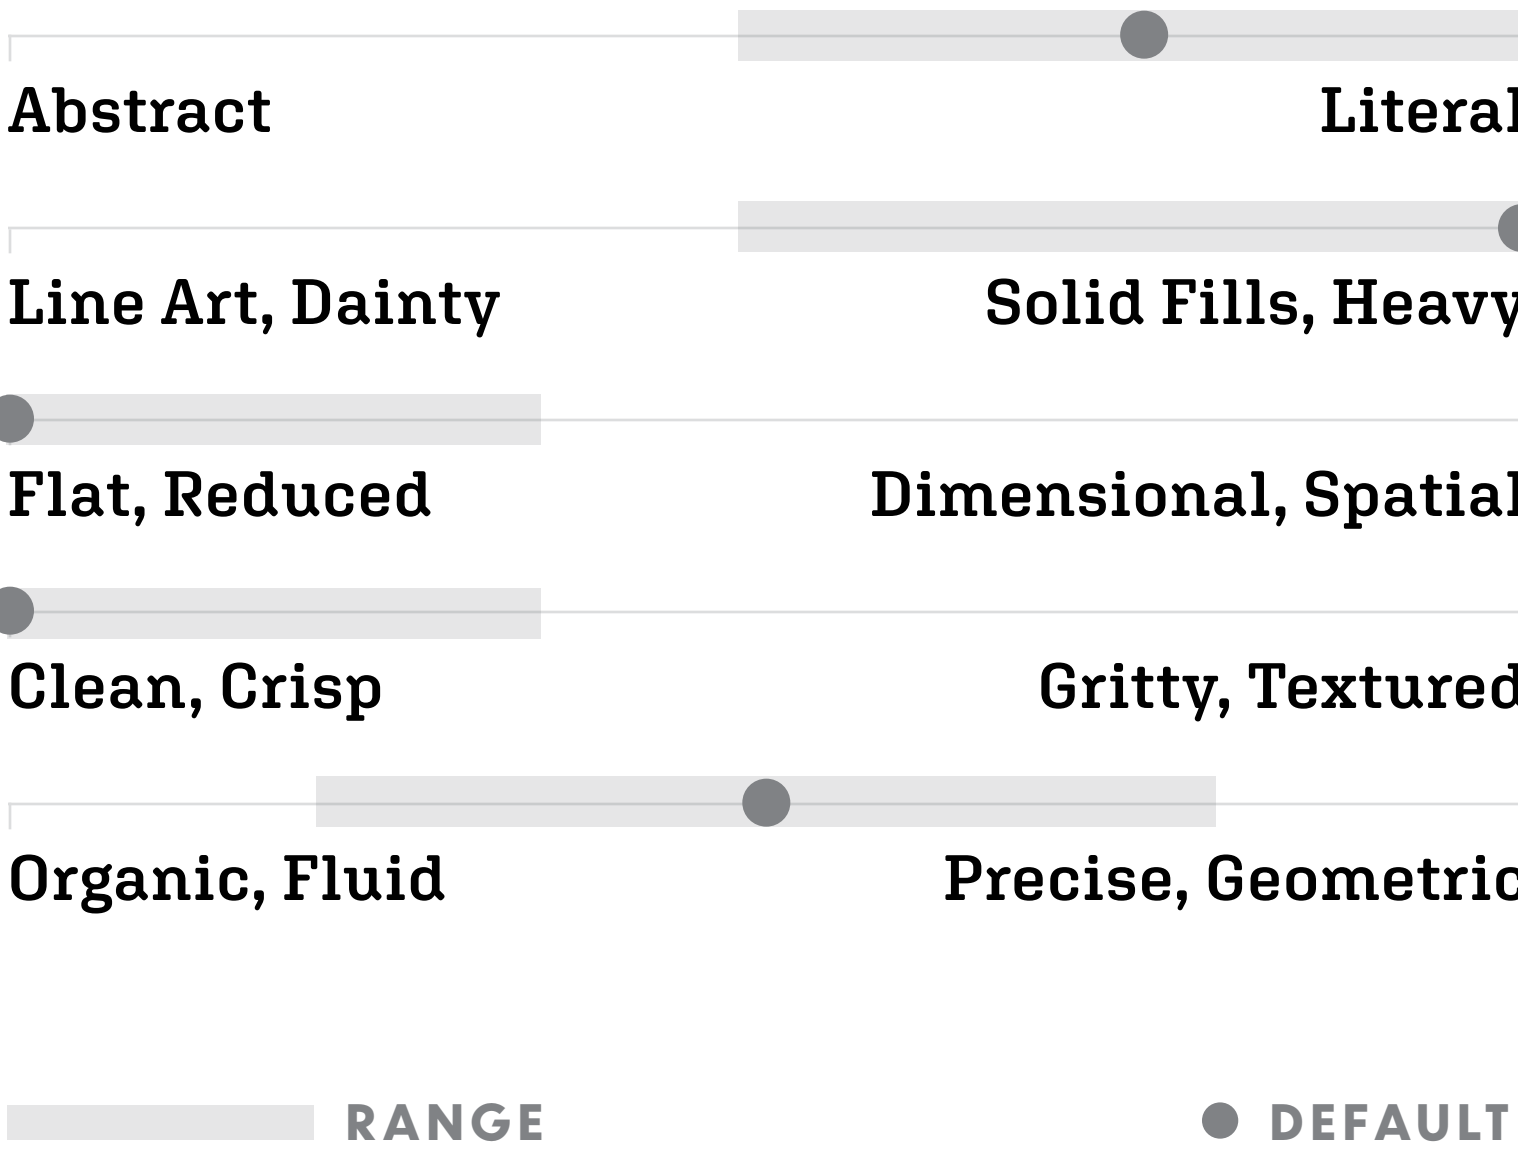 Abstract Literal
Line Art, Dainty Solid Fills, Heavy
Flat, Reduced Dimensional, Spatial
Clean, Crisp Gritty, Textured
Organic, Fluid Precise, Geometric
RANGE DEFAULT